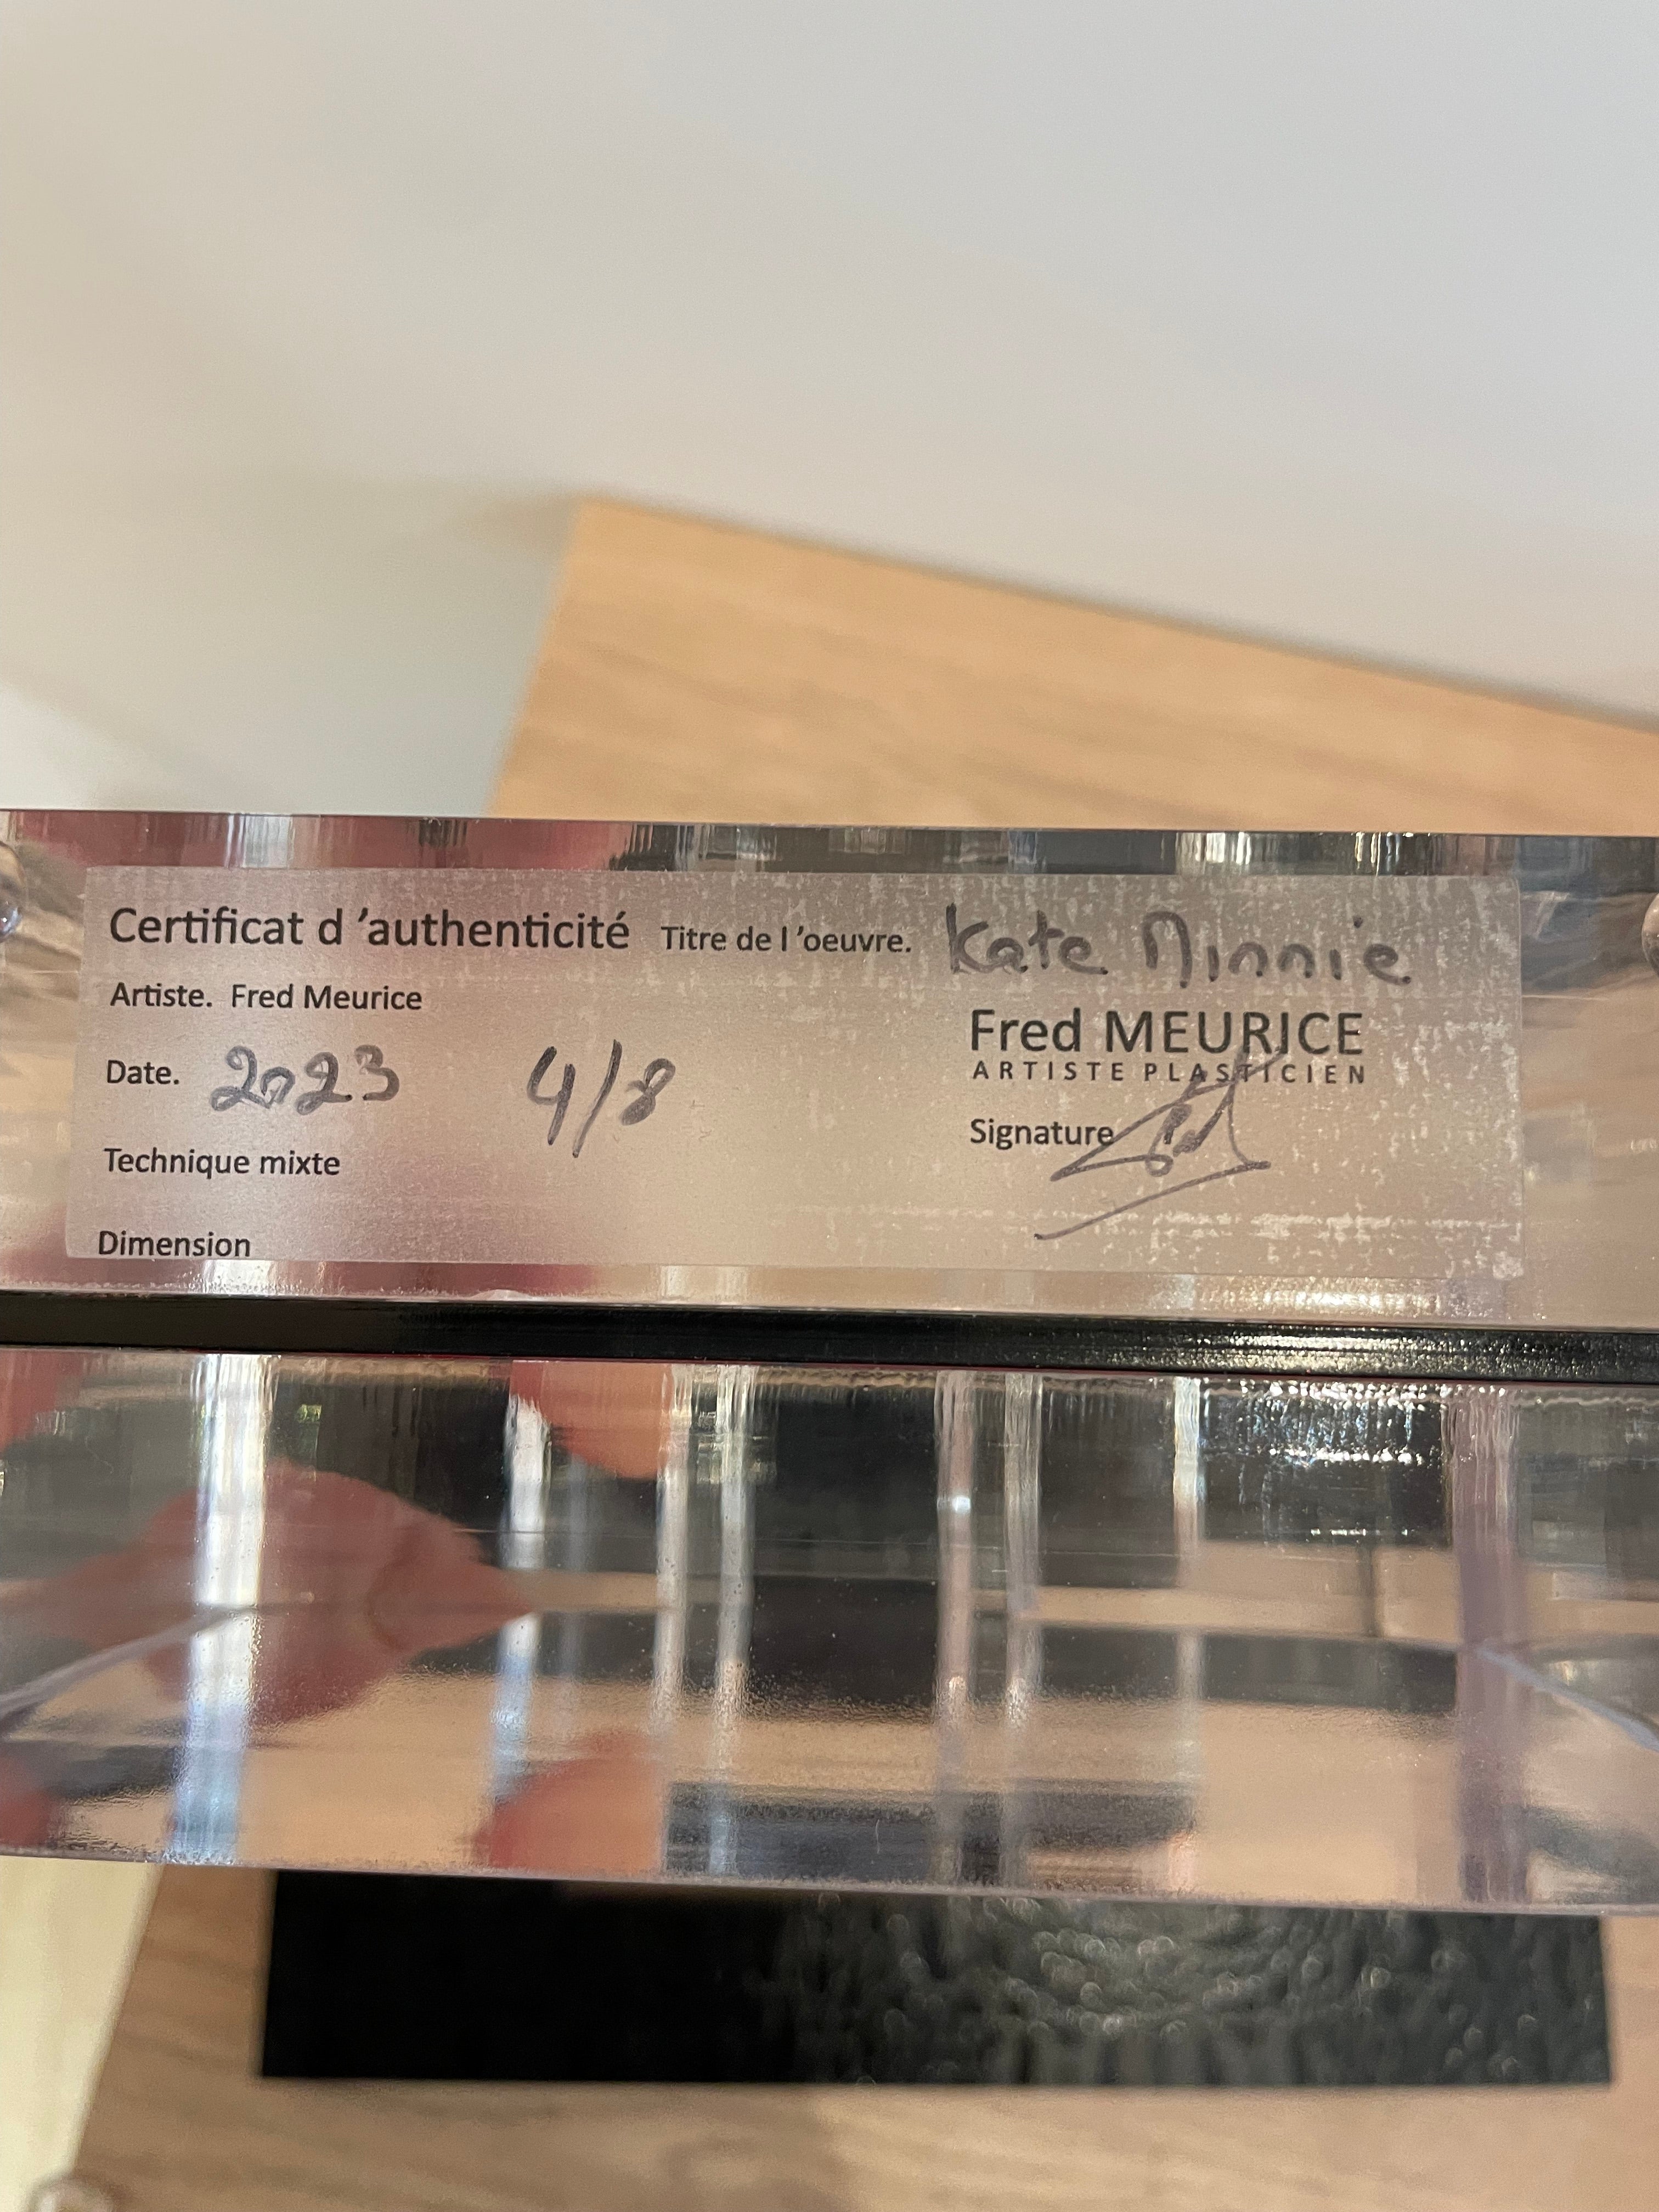 Certificat d 'authenticité Titre de l 'oeuvre. Kate Minnie
Artiste. Fred Meurice
Fred MEURICE
ARTISTE PLASTICIEN
Date. 2023 4/8
Signature
Technique mixte
Dimension